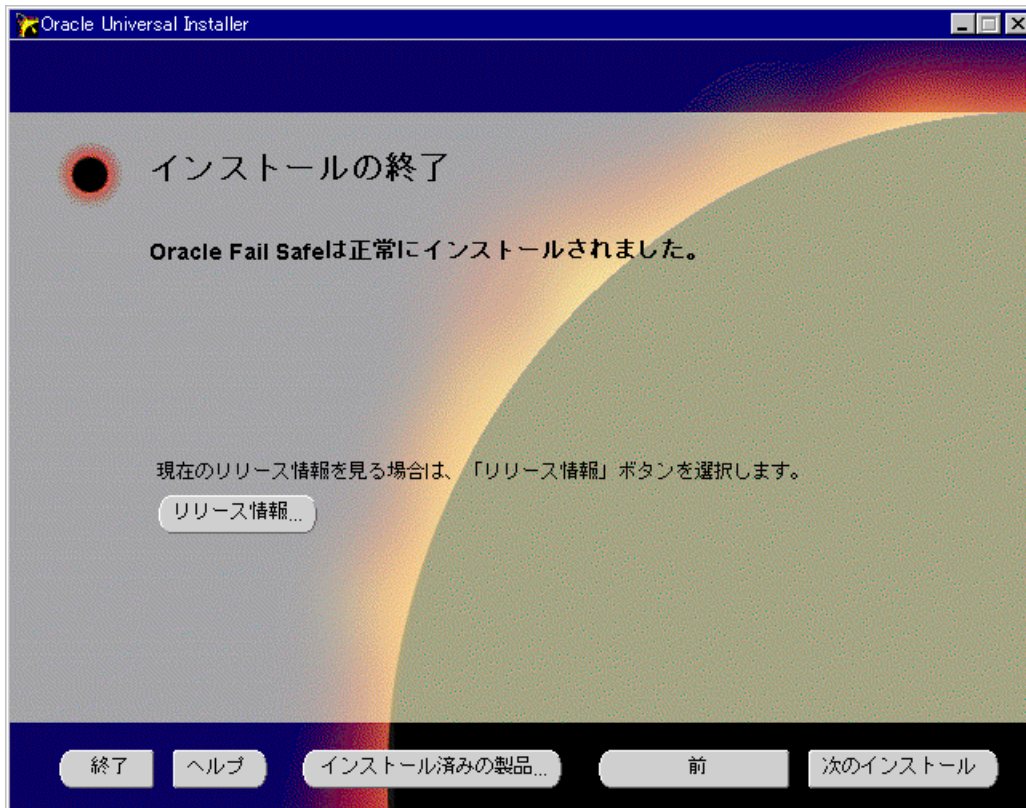 Oracle Universal Installer
インストールの終了
Oracle Fail Safeは正常にインストールされました。
現在のリリース情報を見る場合は、「リリース情報」ボタンを選択します。
リリース情報...
終了 ヘルプ インストール済みの製品... 前 次のインストール